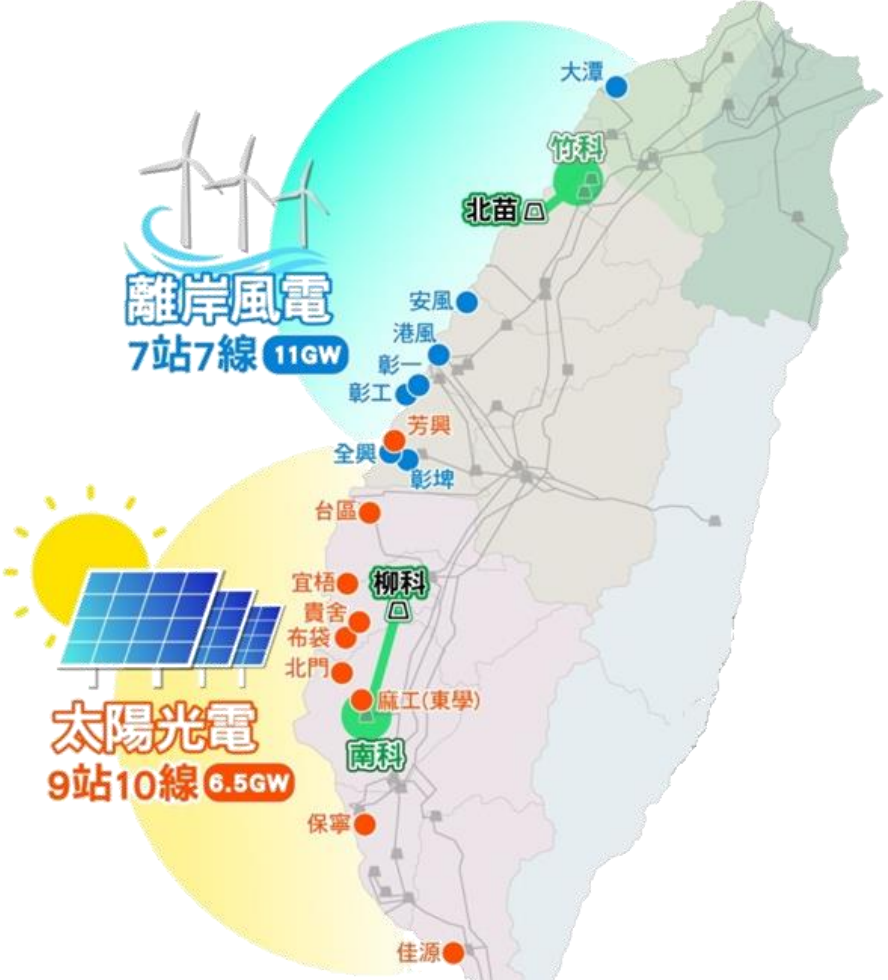 大潭
竹科
北苗
離岸風電
7站7線 11GW
安風
港風
彰一
彰工
芳興
全興
彰埤
台區
宜梧
柳科
貴舍
布袋
北門
麻工(東學)
太陽光電
9站10線 6.5GW
南科
保寧
佳源